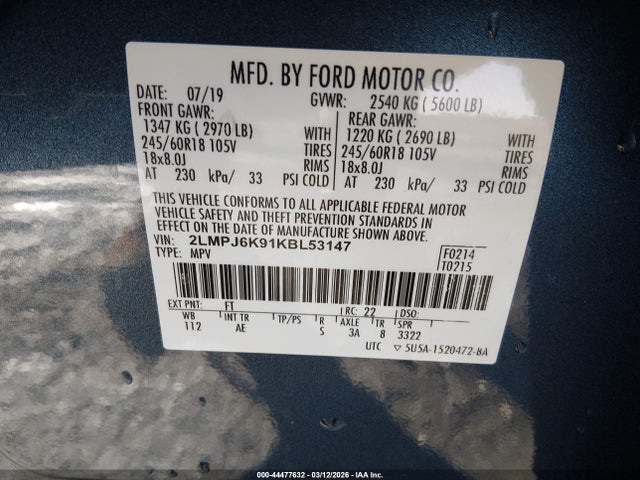 MFD. BY FORD MOTOR CO.
DATE: 07/19 GVWR: 2540 KG ( 5600 LB)
FRONT GAWR: REAR GAWR:
1347 KG ( 2970 LB) WITH 1220 KG ( 2690 LB) WITH
245/60R18 105V TIRES 245/60R18 105V TIRES
18x8.0J RIMS 18x8.0J RIMS
AT 230 kPa/ 33 PSI COLD AT 230 kPa/ 33 PSI COLD
THIS VEHICLE CONFORMS TO ALL APPLICABLE FEDERAL MOTOR
VEHICLE SAFETY AND THEFT PREVENTION STANDARDS IN
EFFECT ON THE DATE OF MANUFACTURE SHOWN ABOVE.
VIN: 2LMPJ6K91KBL53147 F0214
TYPE: MPV T0215
EXT PNT: FT RC: 22 DSO:
WB INT TR TP/PS R AXLE TR SPR
112 AE S 3A 8 3322
UTC ▽ 5U5A-1520472-BA
000-44477632 - 03/12/2026 - IAA Inc.